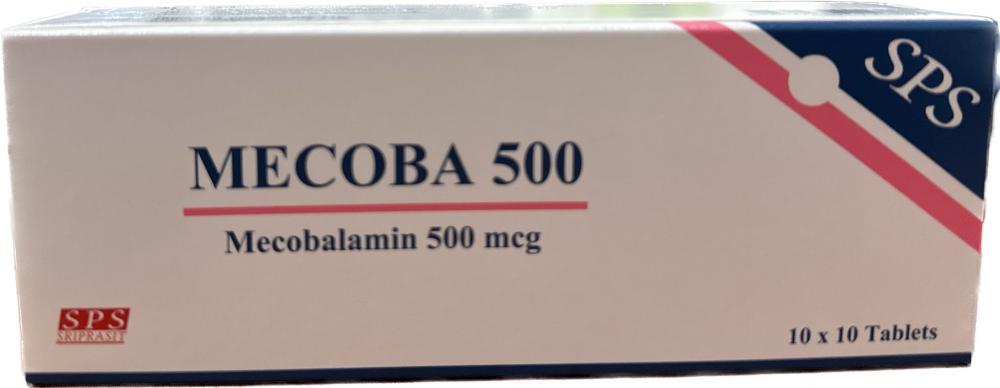 SPS
MECOBA 500
Mecobalamin 500 mcg
SPS
SRIPRASIT
10 x 10 Tablets